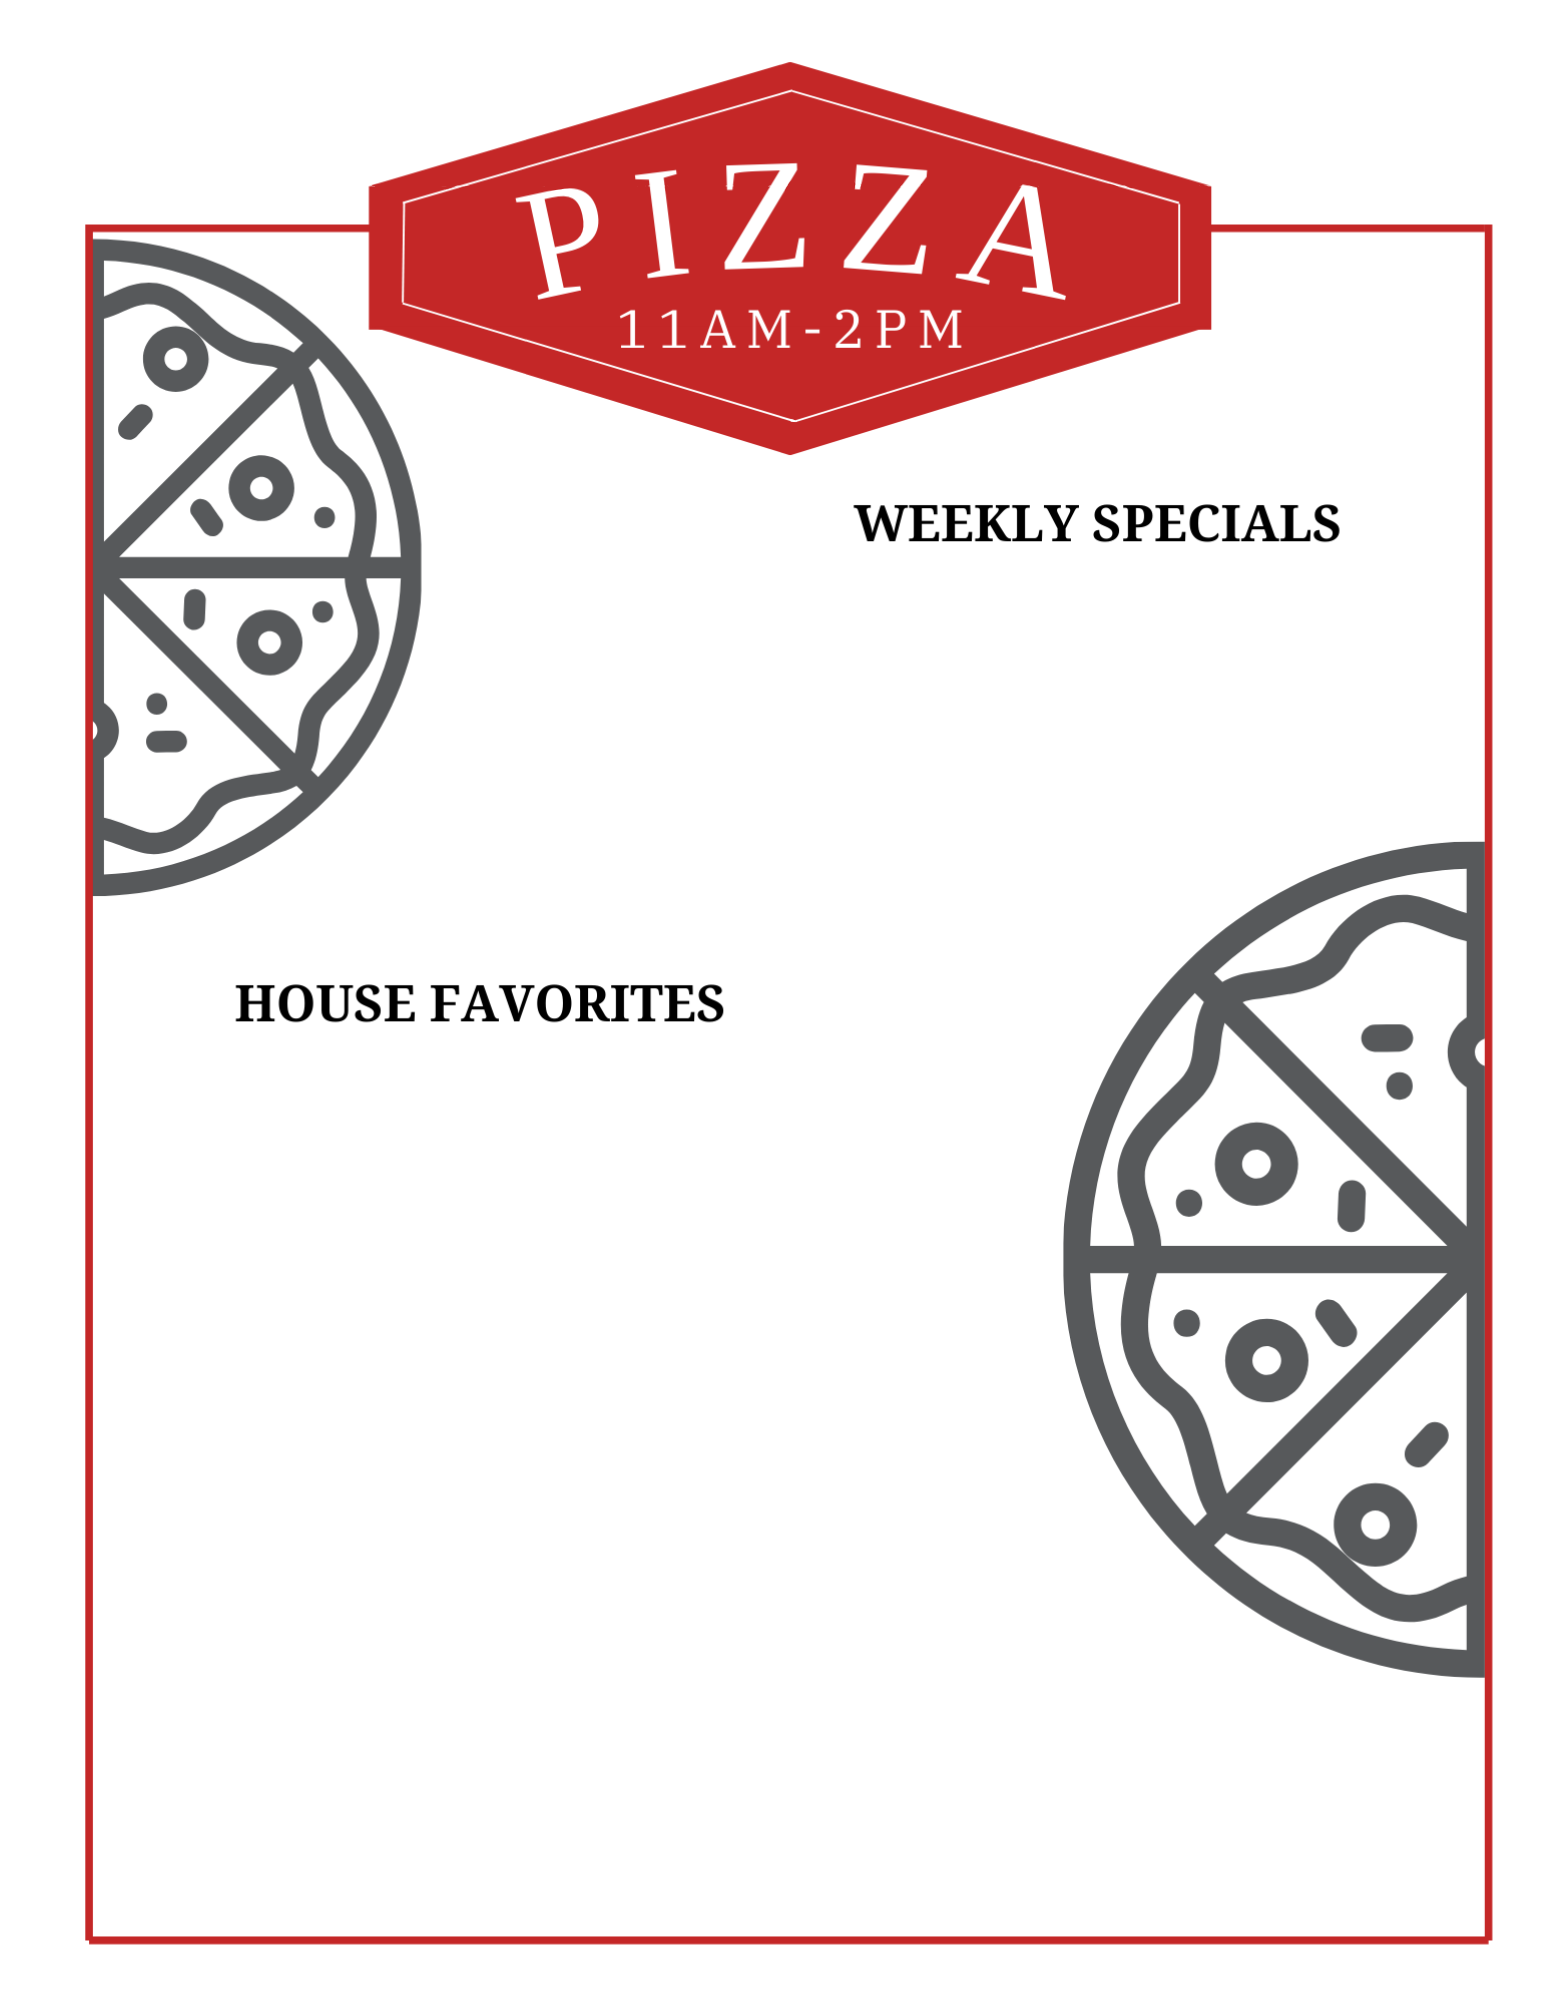 PIZZA
11AM-2PM
WEEKLY SPECIALS
HOUSE FAVORITES